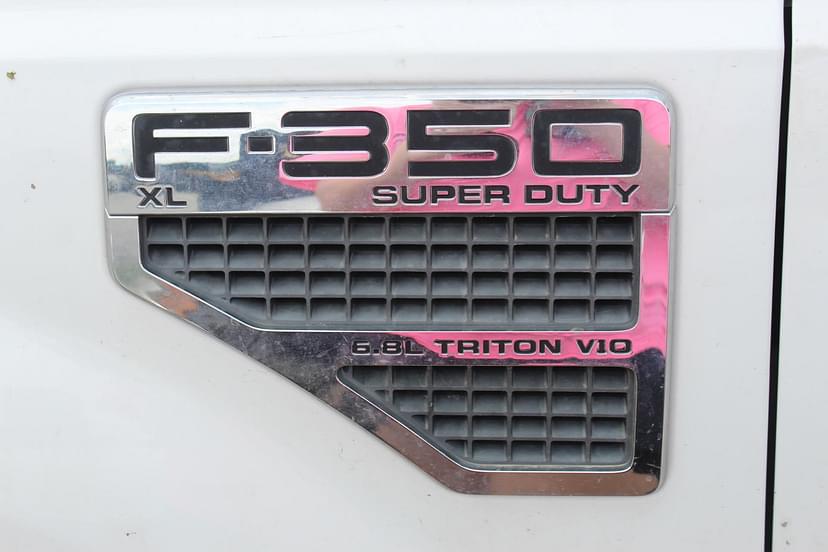 F-350
XL SUPER DUTY
6.8L TRITON V10